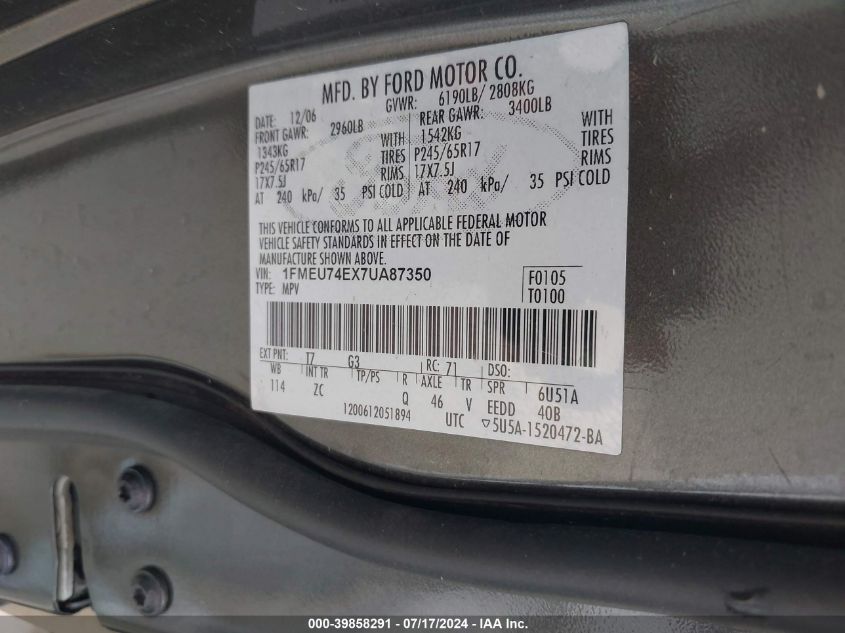 MFD. BY FORD MOTOR CO.
DATE: 12/06 GVWR: 6190LB/ 2808KG
FRONT GAWR: 2960LB REAR GAWR: 3400LB
1343KG WITH 1542KG WITH
P245/65R17 TIRES P245/65R17 TIRES
17X7.5J RIMS 17X7.5J RIMS
AT 240 kPa/ 35 PSI COLD AT 240 kPa/ 35 PSI COLD
THIS VEHICLE CONFORMS TO ALL APPLICABLE FEDERAL MOTOR
VEHICLE SAFETY STANDARDS IN EFFECT ON THE DATE OF
MANUFACTURE SHOWN ABOVE.
VIN: 1FMEU74EX7UA87350 F0105
TYPE: MPV T0100
EXT PNT: T7 G3 RC: 71 DSO:
WB INT TR TP/PS R AXLE TR SPR 6U51A
114 ZC Q 46 V EEDD 40B
1200612051894 UTC ▽5U5A-1520472-BA
000-39858291 - 07/17/2024 - IAA Inc.